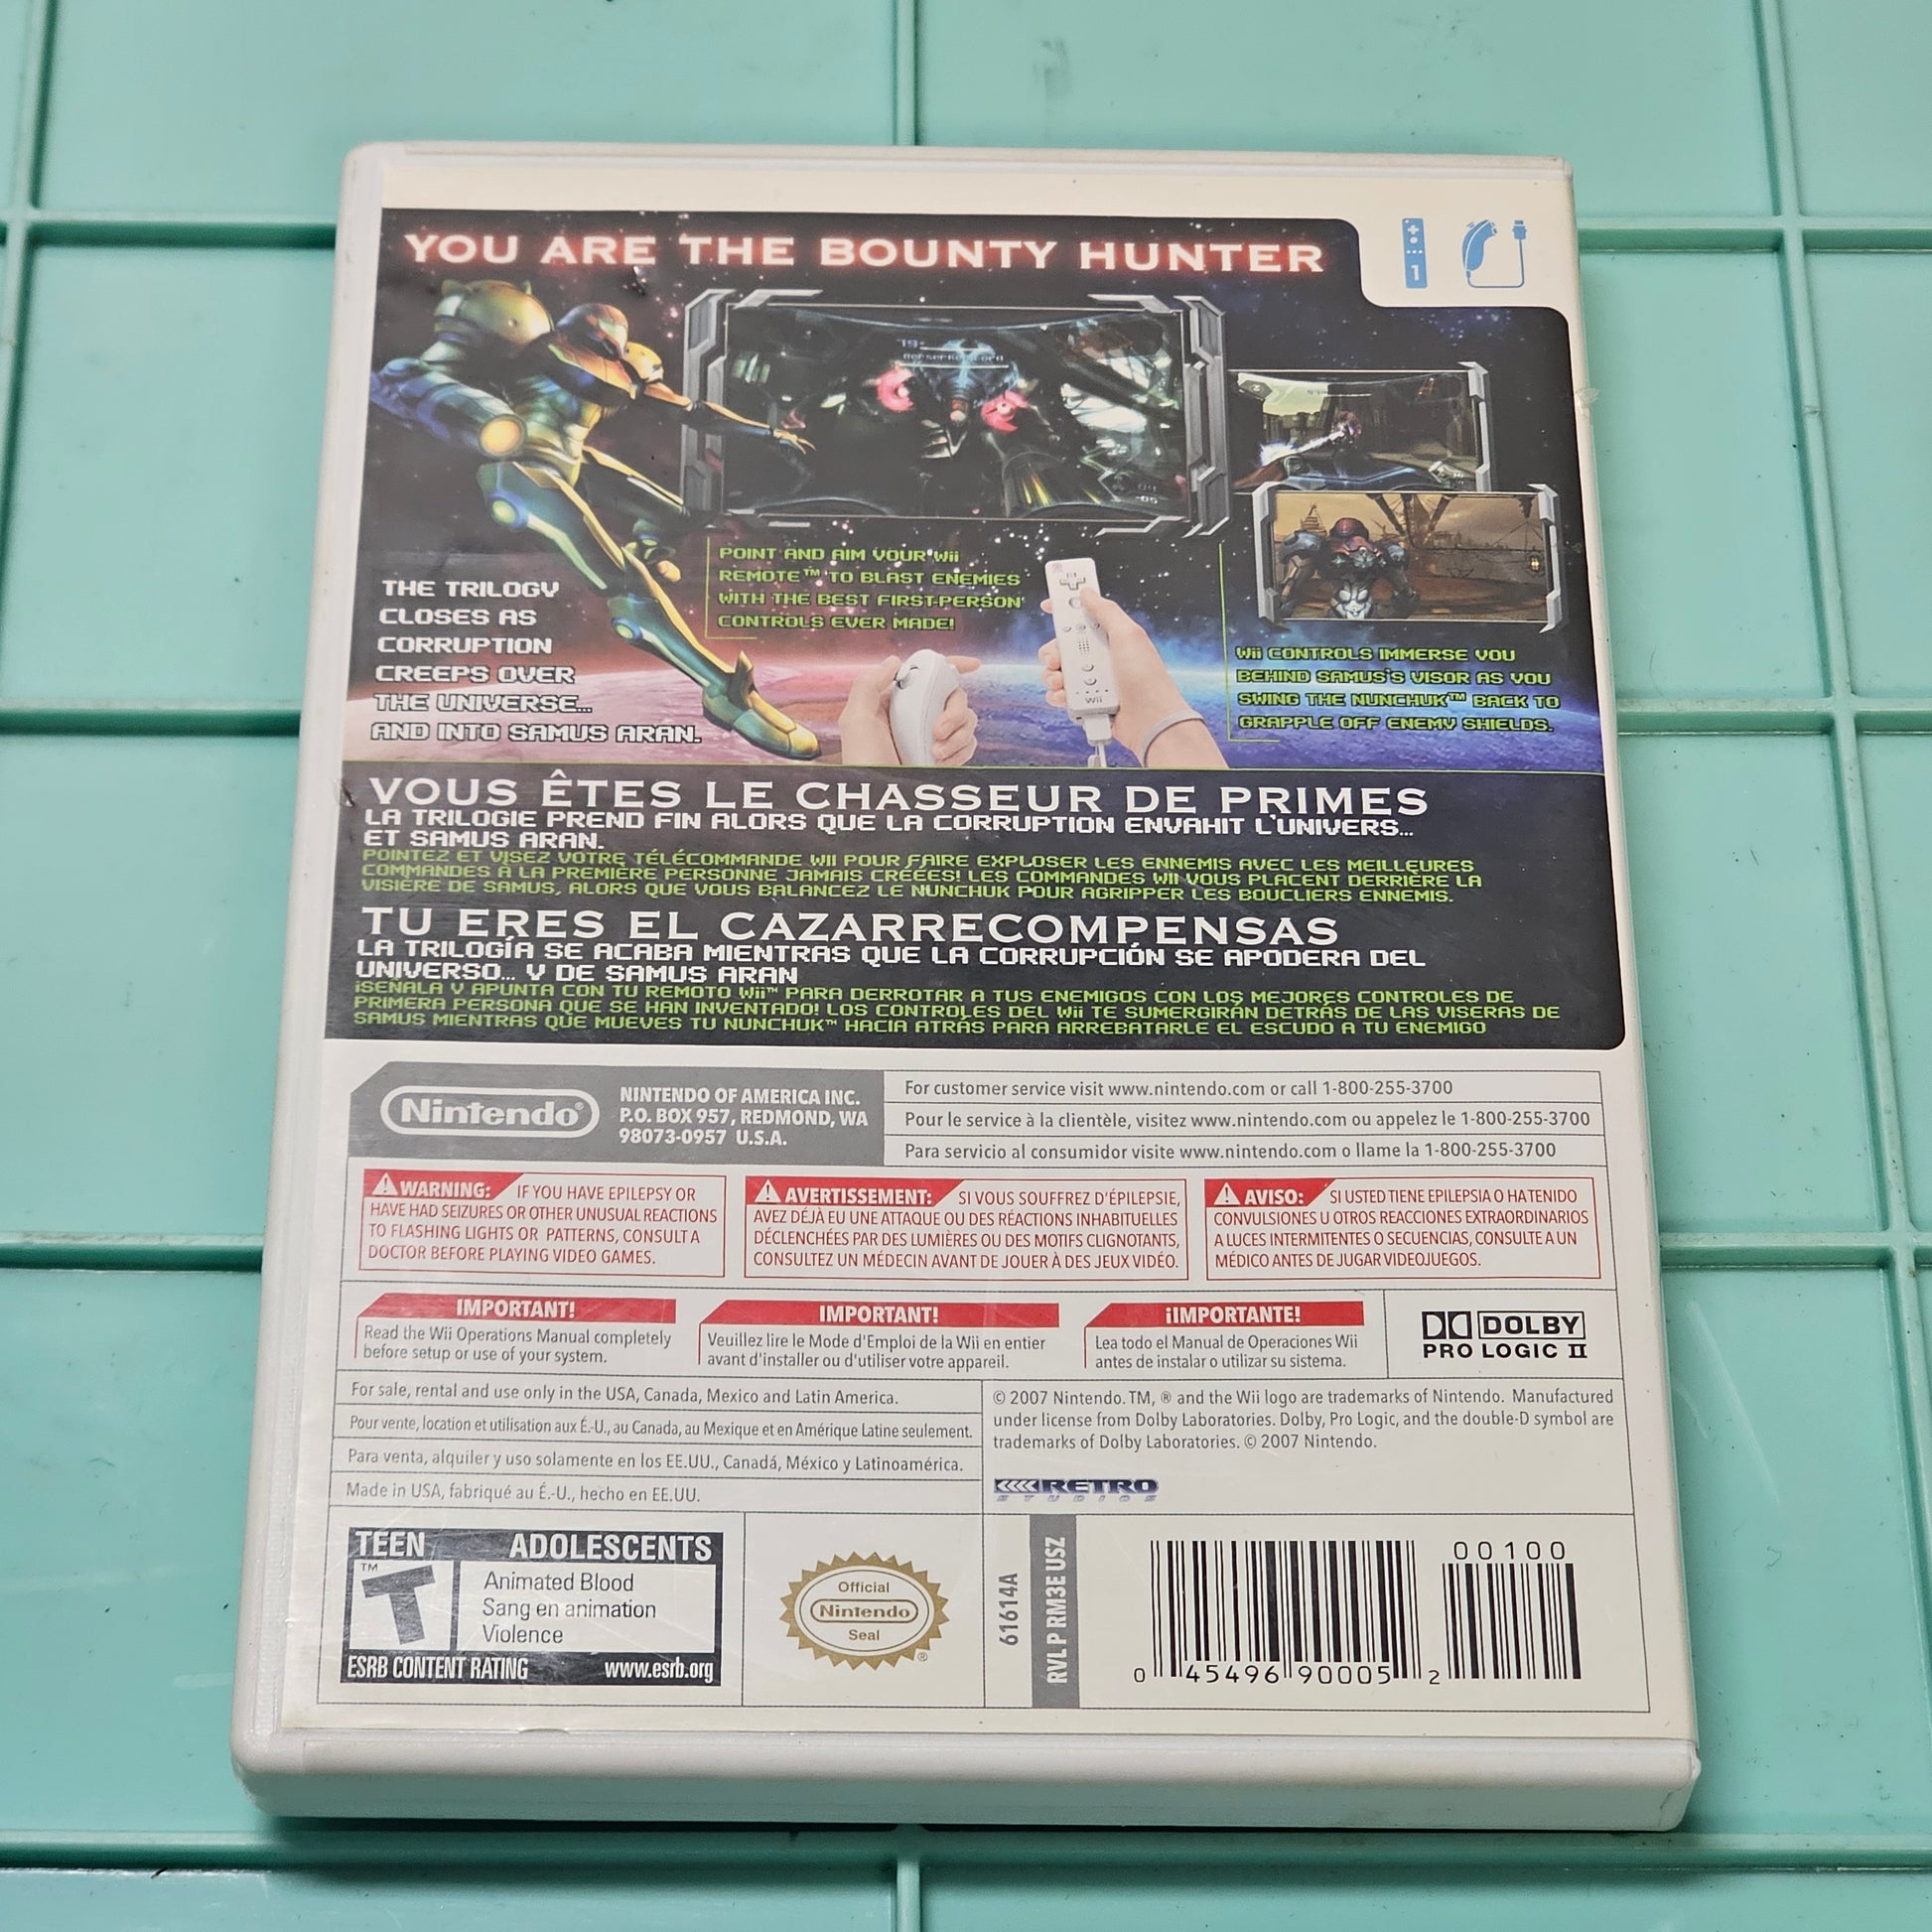 YOU ARE THE BOUNTY HUNTER
1
Berserker Lord
THE TRILOGY
CLOSES AS
CORRUPTION
CREEPS OVER
THE UNIVERSE...
AND INTO SAMUS ARAN.
POINT AND AIM YOUR Wii
REMOTE™ TO BLAST ENEMIES
WITH THE BEST FIRST-PERSON
CONTROLS EVER MADE!
Wii
Wii CONTROLS IMMERSE YOU
BEHIND SAMUS'S VISOR AS YOU
SWING THE NUNCHUK™ BACK TO
GRAPPLE OFF ENEMY SHIELDS.
VOUS ÊTES LE CHASSEUR DE PRIMES
LA TRILOGIE PREND FIN ALORS QUE LA CORRUPTION ENVAHIT L'UNIVERS...
ET SAMUS ARAN.
POINTEZ ET VISEZ VOTRE TÉLÉCOMMANDE WII POUR FAIRE EXPLOSER LES ENNEMIS AVEC LES MEILLEURES
COMMANDES À LA PREMIÈRE PERSONNE JAMAIS CRÉÉES! LES COMMANDES WII VOUS PLACENT DERRIÈRE LA
VISIÈRE DE SAMUS, ALORS QUE VOUS BALANCEZ LE NUNCHUK POUR AGRIPPER LES BOUCLIERS ENNEMIS.
TU ERES EL CAZARRECOMPENSAS
LA TRILOGÍA SE ACABA MIENTRAS QUE LA CORRUPCIÓN SE APODERA DEL
UNIVERSO... Y DE SAMUS ARAN
¡SENALA Y APUNTA CON TU REMOTO Wii™ PARA DERROTAR A TUS ENEMIGOS CON LOS MEJORES CONTROLES DE
PRIMERA PERSONA QUE SE HAN INVENTADO! LOS CONTROLES DEL Wii TE SUMERGIRÁN DETRÁS DE LAS VISERAS DE
SAMUS MIENTRAS QUE MUEVES TU NUNCHUK™ HACIA ATRÁS PARA ARREBATARLE EL ESCUDO A TU ENEMIGO
Nintendo®
NINTENDO OF AMERICA INC.
P.O. BOX 957, REDMOND, WA
98073-0957 U.S.A.
For customer service visit www.nintendo.com or call 1-800-255-3700
Pour le service à la clientèle, visitez www.nintendo.com ou appelez le 1-800-255-3700
Para servicio al consumidor visite www.nintendo.com o llame la 1-800-255-3700
WARNING: IF YOU HAVE EPILEPSY OR
HAVE HAD SEIZURES OR OTHER UNUSUAL REACTIONS
TO FLASHING LIGHTS OR PATTERNS, CONSULT A
DOCTOR BEFORE PLAYING VIDEO GAMES.
AVERTISSEMENT: SI VOUS SOUFFREZ D'ÉPILEPSIE,
AVEZ DÉJÀ EU UNE ATTAQUE OU DES RÉACTIONS INHABITUELLES
DÉCLENCHÉES PAR DES LUMIÈRES OU DES MOTIFS CLIGNOTANTS,
CONSULTEZ UN MÉDECIN AVANT DE JOUER À DES JEUX VIDÉO.
AVISO: SI USTED TIENE EPILEPSIA O HA TENIDO
CONVULSIONES U OTROS REACCIONES EXTRAORDINARIOS
A LUCES INTERMITENTES O SECUENCIAS, CONSULTE A UN
MÉDICO ANTES DE JUGAR VIDEOJUEGOS.
IMPORTANT!
Read the Wii Operations Manual completely
before setup or use of your system.
IMPORTANT!
Veuillez lire le Mode d'Emploi de la Wii en entier
avant d'installer ou d'utiliser votre appareil.
¡IMPORTANTE!
Lea todo el Manual de Operaciones Wii
antes de instalar o utilizar su sistema.
DOLBY
PRO LOGIC II
For sale, rental and use only in the USA, Canada, Mexico and Latin America.
Pour vente, location et utilisation aux É.-U., au Canada, au Mexique et en Amérique Latine seulement.
Para venta, alquiler y uso solamente en los EE.UU., Canadá, México y Latinoamérica.
Made in USA, fabriqué au É.-U., hecho en EE.UU.
© 2007 Nintendo. TM, ® and the Wii logo are trademarks of Nintendo. Manufactured
under license from Dolby Laboratories. Dolby, Pro Logic, and the double-D symbol are
trademarks of Dolby Laboratories. © 2007 Nintendo.
RETRO
STUDIOS
TEEN ADOLESCENTS
T™
Animated Blood
Sang en animation
Violence
ESRB CONTENT RATING www.esrb.org
Official
Nintendo
Seal
®
61614A
RVL P RM3E USZ
00100
0 45496 90005 2